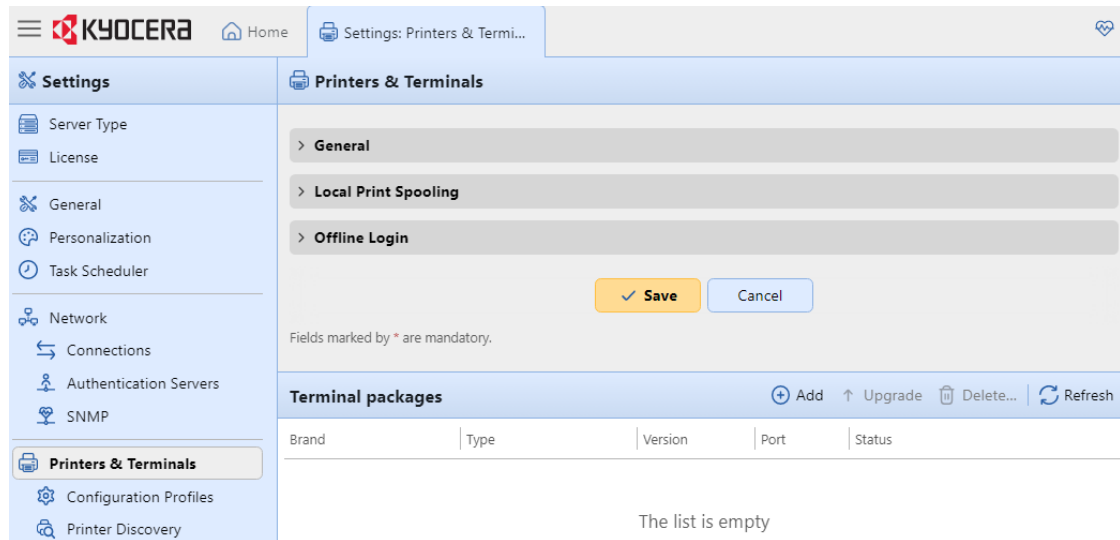 KYOCERA Home Settings: Printers & Termi...
Settings
Server Type
License
General
Personalization
Task Scheduler
Network
Connections
Authentication Servers
SNMP
Printers & Terminals
Configuration Profiles
Printer Discovery
Printers & Terminals
> General
> Local Print Spooling
> Offline Login
Save Cancel
Fields marked by * are mandatory.
Terminal packages Add Upgrade Delete... Refresh
Brand Type Version Port Status
The list is empty